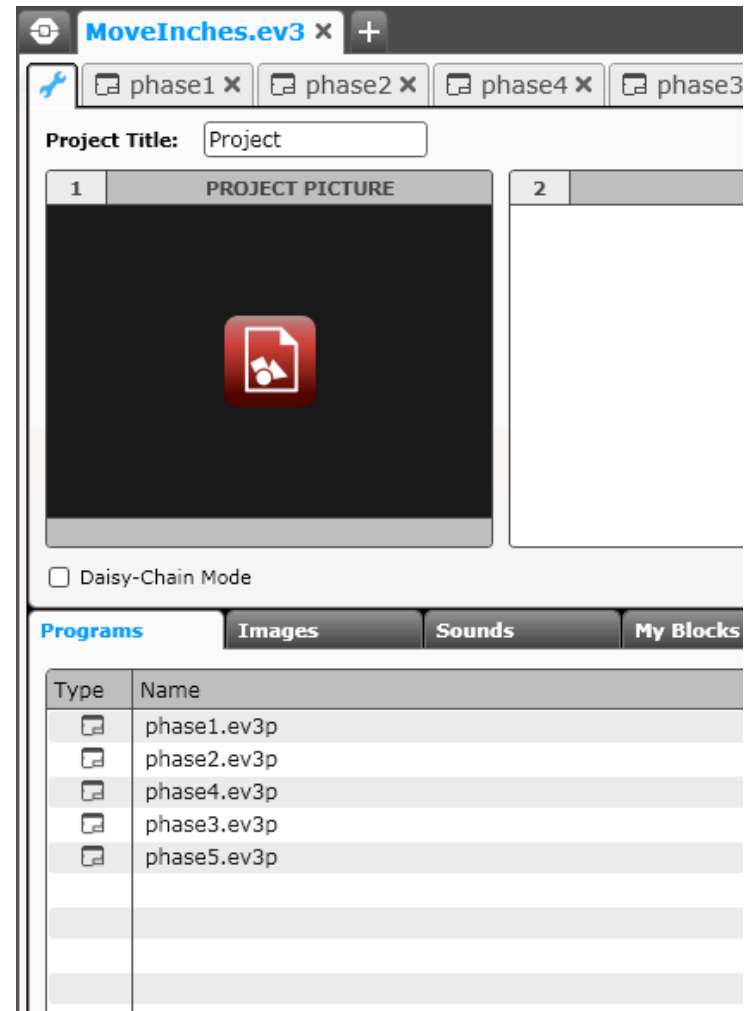 MoveInches.ev3
phase1 phase2 phase4 phase3
Project Title: Project
1 PROJECT PICTURE 2
Daisy-Chain Mode
Programs Images Sounds My Blocks
Type Name
phase1.ev3p
phase2.ev3p
phase4.ev3p
phase3.ev3p
phase5.ev3p